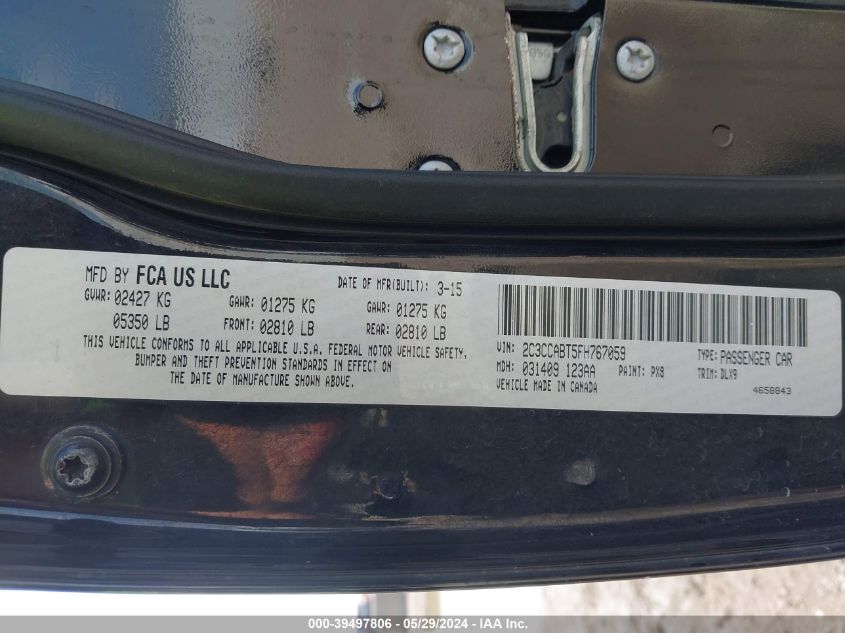 MFD BY FCA US LLC
DATE OF MFR(BUILT): 3-15
GVWR: 02427 KG GAWR: 01275 KG GAWR: 01275 KG
05350 LB FRONT: 02810 LB REAR: 02810 LB
THIS VEHICLE CONFORMS TO ALL APPLICABLE U.S.A. FEDERAL MOTOR VEHICLE SAFETY,
BUMPER AND THEFT PREVENTION STANDARDS IN EFFECT ON
THE DATE OF MANUFACTURE SHOWN ABOVE.
VIN: 2C3CCABT5FH767059 TYPE: PASSENGER CAR
MDH: 031409 123AA PAINT: PX8 TRIM: DLX9
VEHICLE MADE IN CANADA 4658843
000-39497806 - 05/29/2024 - IAA Inc.